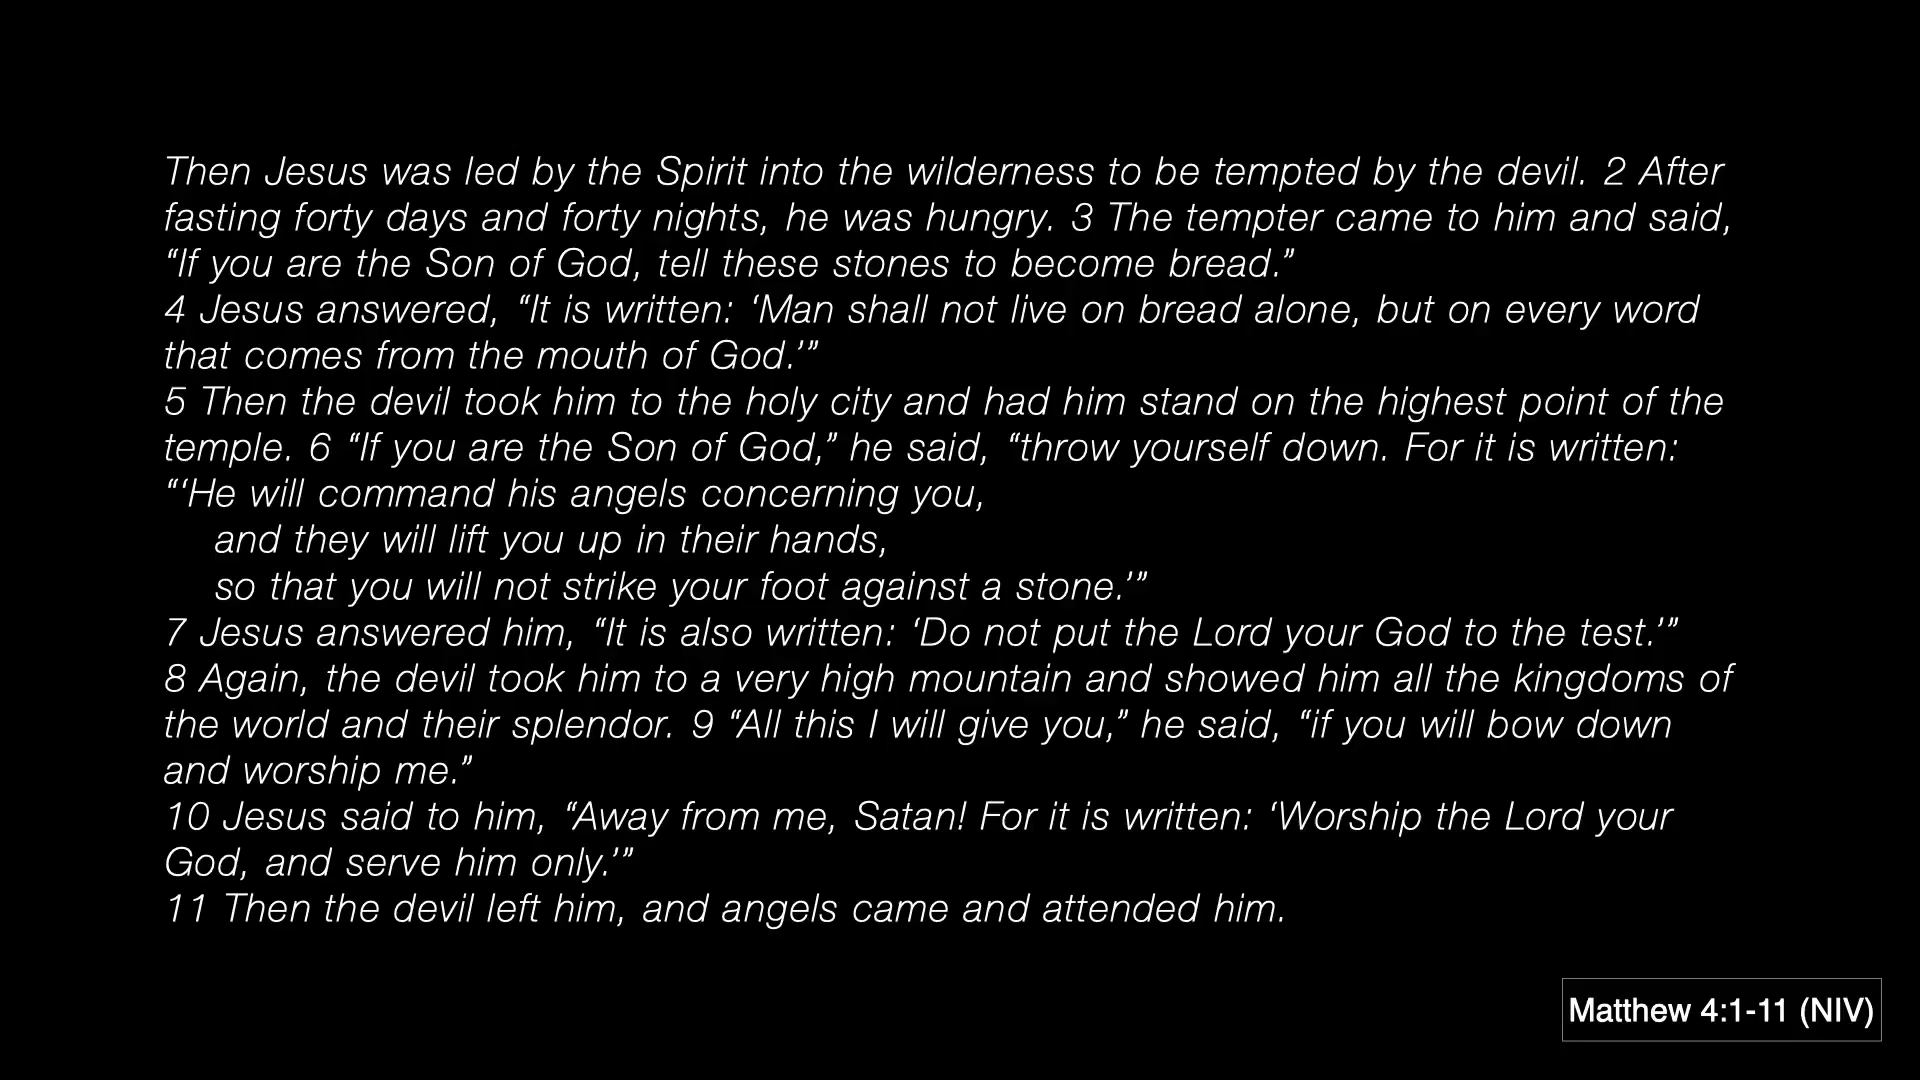 Then Jesus was led by the Spirit into the wilderness to be tempted by the devil. 2 After
fasting forty days and forty nights, he was hungry. 3 The tempter came to him and said,
“If you are the Son of God, tell these stones to become bread.”
4 Jesus answered, “It is written: ‘Man shall not live on bread alone, but on every word
that comes from the mouth of God.’”
5 Then the devil took him to the holy city and had him stand on the highest point of the
temple. 6 “If you are the Son of God,” he said, “throw yourself down. For it is written:
“‘He will command his angels concerning you,
and they will lift you up in their hands,
so that you will not strike your foot against a stone.’”
7 Jesus answered him, “It is also written: ‘Do not put the Lord your God to the test.’”
8 Again, the devil took him to a very high mountain and showed him all the kingdoms of
the world and their splendor. 9 “All this I will give you,” he said, “if you will bow down
and worship me.”
10 Jesus said to him, “Away from me, Satan! For it is written: ‘Worship the Lord your
God, and serve him only.’”
11 Then the devil left him, and angels came and attended him.
Matthew 4:1-11 (NIV)